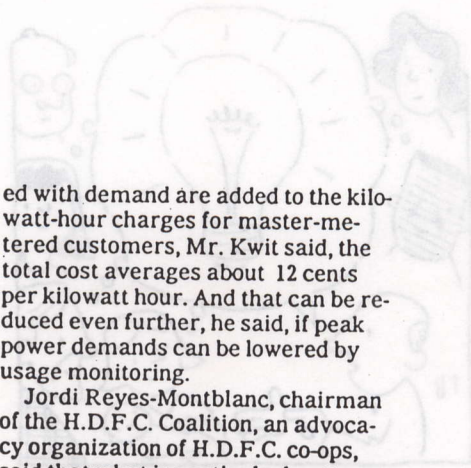 ed with demand are added to the kilo-
watt-hour charges for master-me-
tered customers, Mr. Kwit said, the
total cost averages about 12 cents
per kilowatt hour. And that can be re-
duced even further, he said, if peak
power demands can be lowered by
usage monitoring.
Jordi Reyes-Montblanc, chairman
of the H.D.F.C. Coalition, an advoca-
cy organization of H.D.F.C. co-ops,
said that